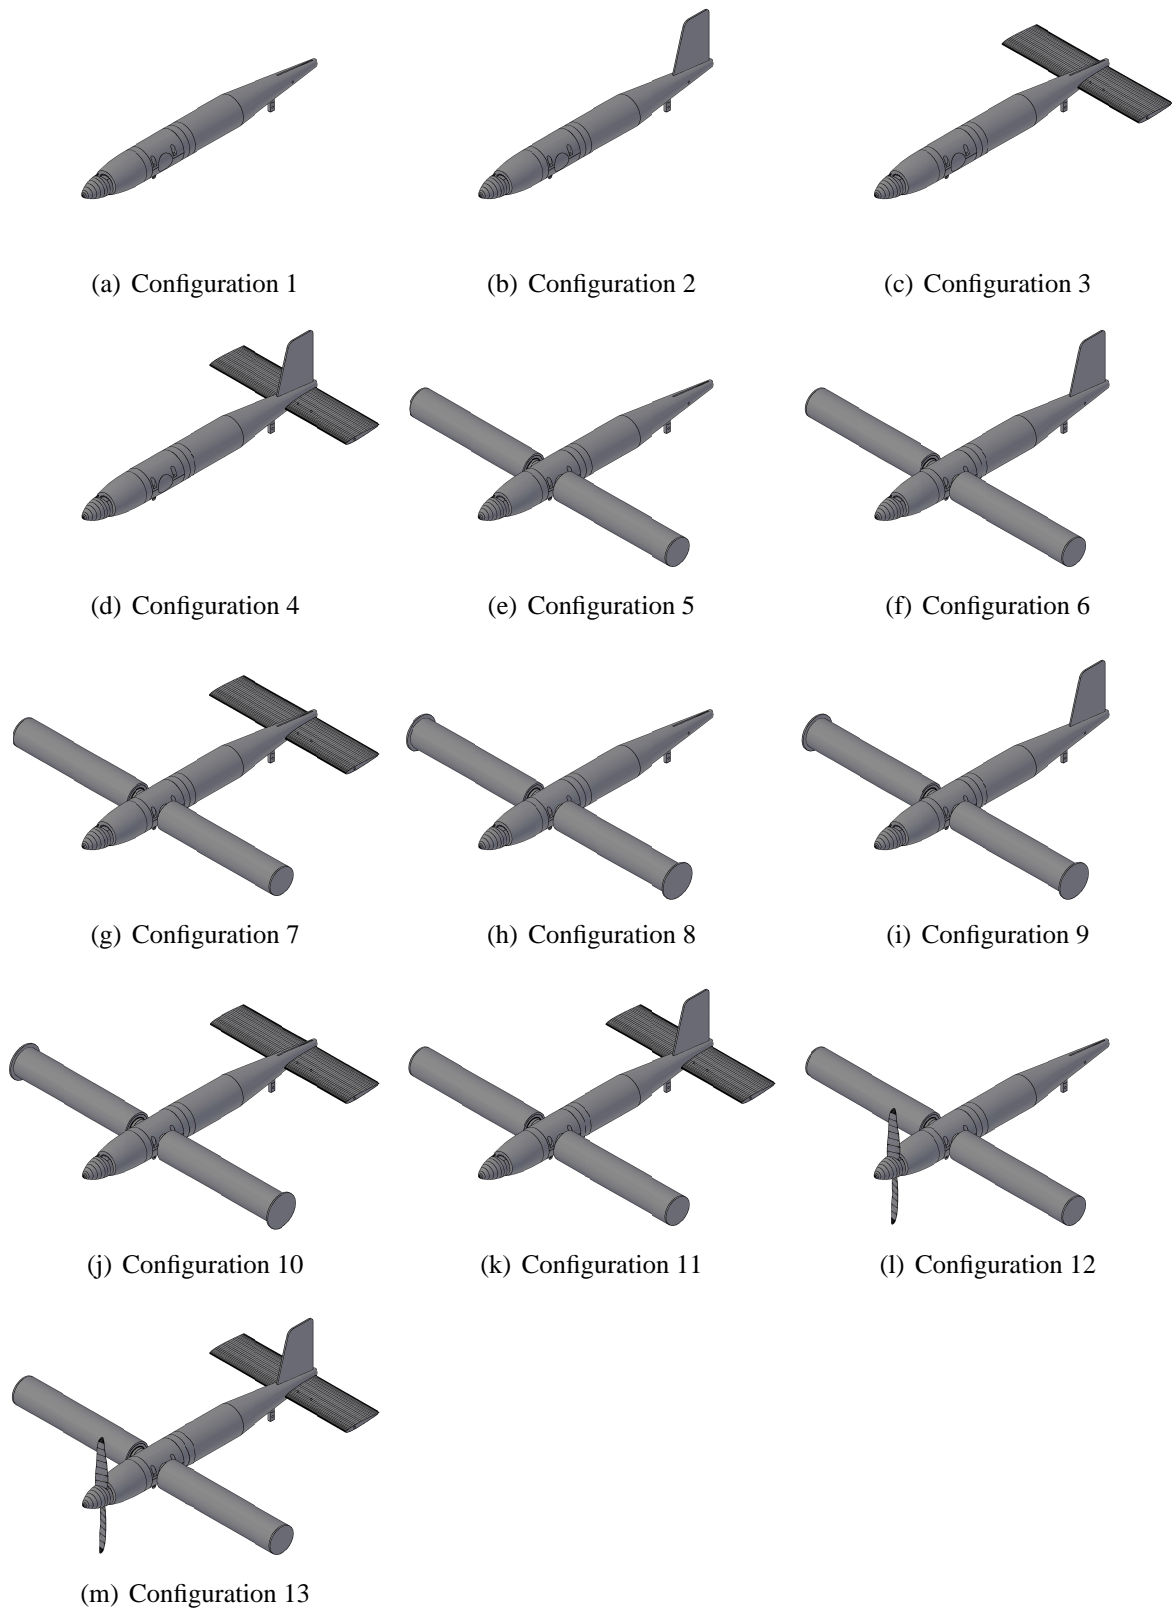 (a) Configuration 1
(b) Configuration 2
(c) Configuration 3
(d) Configuration 4
(e) Configuration 5
(f) Configuration 6
(g) Configuration 7
(h) Configuration 8
(i) Configuration 9
(j) Configuration 10
(k) Configuration 11
(l) Configuration 12
(m) Configuration 13